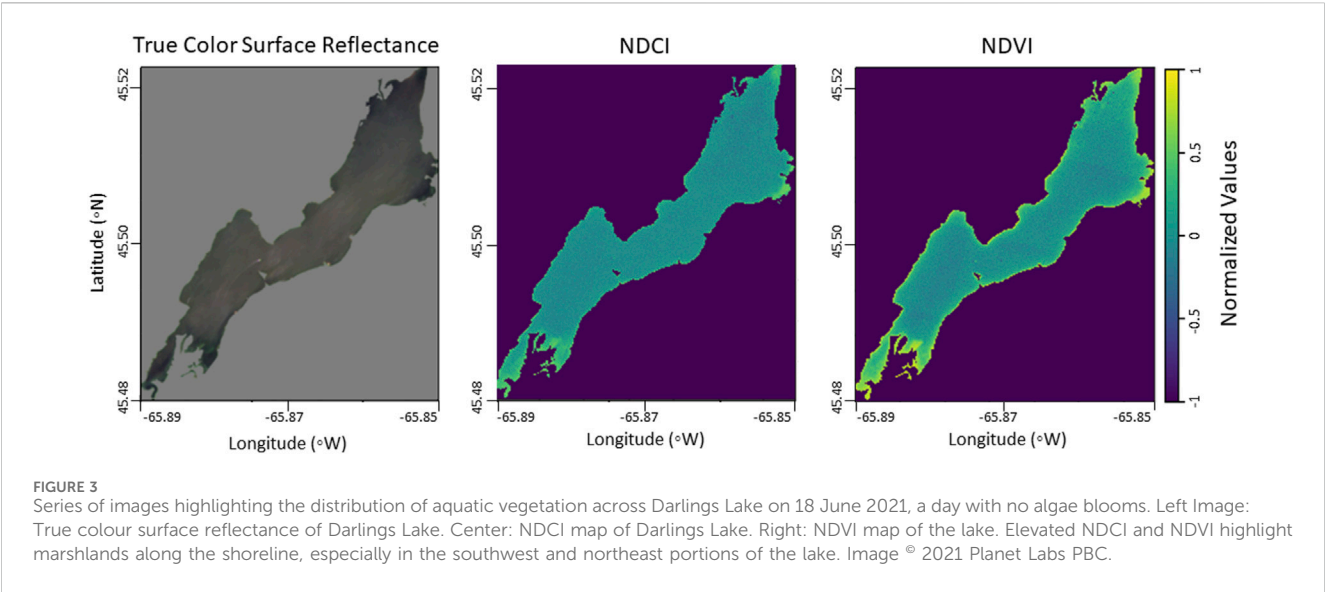 True Color Surface Reflectance
NDCI
NDVI
45.52
45.50
45.48
Latitude (°N)
-65.89
-65.87
-65.85
Longitude (°W)
45.52
45.50
45.48
-65.89
-65.87
-65.85
Longitude (°W)
45.52
45.50
45.48
-65.89
-65.87
-65.85
Longitude (°W)
1
0.5
0
-0.5
-1
Normalized Values
FIGURE 3
Series of images highlighting the distribution of aquatic vegetation across Darlings Lake on 18 June 2021, a day with no algae blooms. Left Image:
True colour surface reflectance of Darlings Lake. Center: NDCI map of Darlings Lake. Right: NDVI map of the lake. Elevated NDCI and NDVI highlight
marshlands along the shoreline, especially in the southwest and northeast portions of the lake. Image © 2021 Planet Labs PBC.